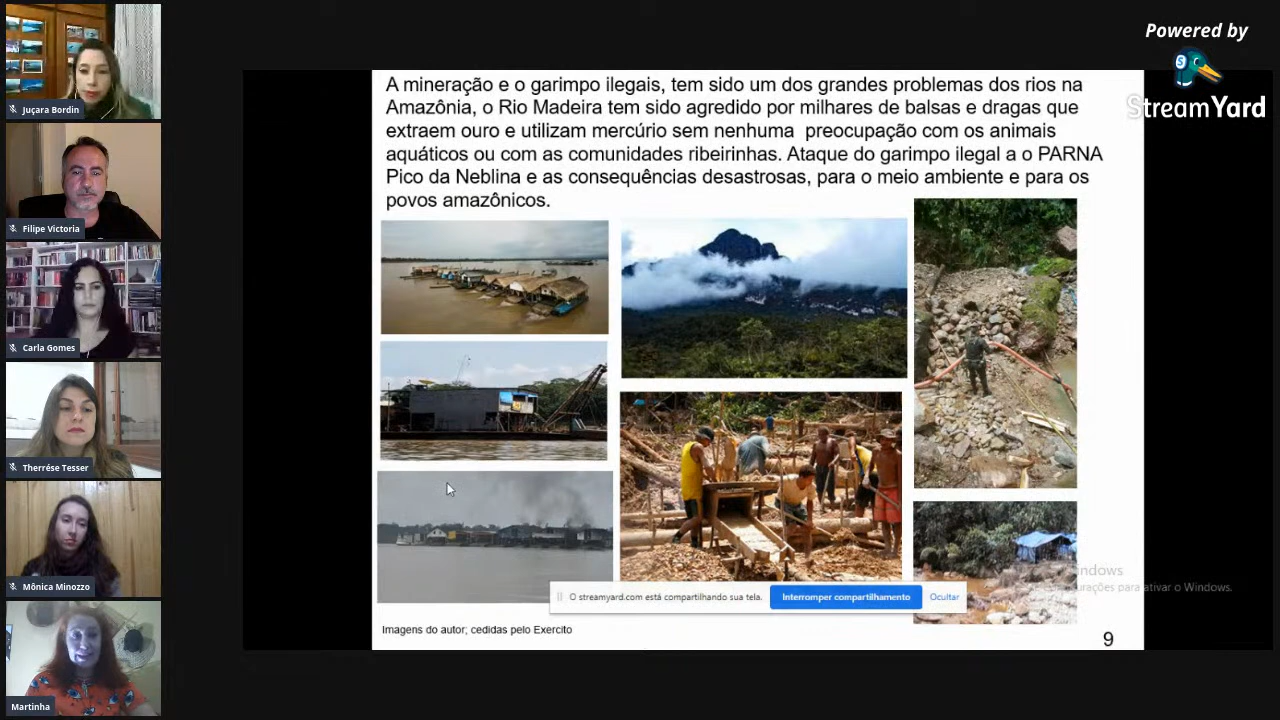 Powered by
StreamYard
A mineração e o garimpo ilegais, tem sido um dos grandes problemas dos rios na
Amazônia, o Rio Madeira tem sido agredido por milhares de balsas e dragas que
extraem ouro e utilizam mercúrio sem nenhuma preocupação com os animais
aquáticos ou com as comunidades ribeirinhas. Ataque do garimpo ilegal a o PARNA
Pico da Neblina e as consequências desastrosas, para o meio ambiente e para os
povos amazônicos.
Juçara Bordin
Filipe Victoria
Carla Gomes
Therrése Tesser
Mônica Minozzo
Martinha
O streamyard.com está compartilhando sua tela.
Interromper compartilhamento
Ocultar
para ativar o Windows.
Imagens do autor; cedidas pelo Exercito
9